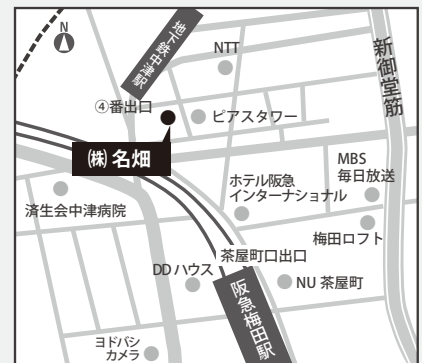 N
地下鉄中津駅
NTT
新御堂筋
④番出口
ピアスタワー
㈱ 名畑
MBS
毎日放送
ホテル阪急
インターナショナル
済生会中津病院
梅田ロフト
茶屋町口出口
DDハウス
NU 茶屋町
阪急梅田駅
ヨドバシ
カメラ